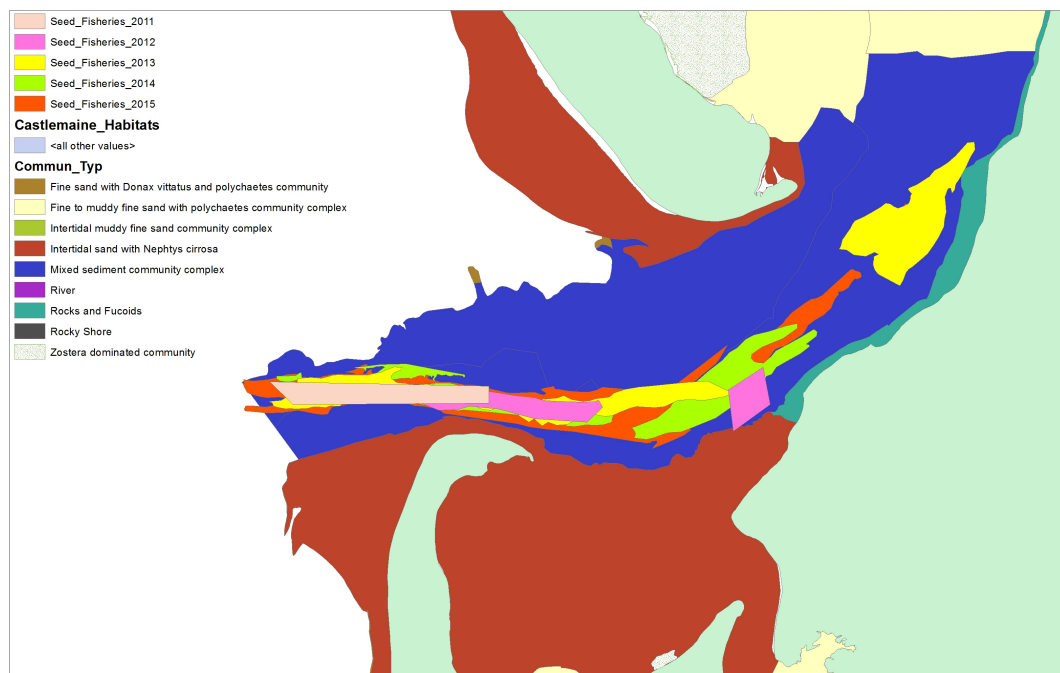 Seed_Fisheries_2011
Seed_Fisheries_2012
Seed_Fisheries_2013
Seed_Fisheries_2014
Seed_Fisheries_2015
Castlemaine_Habitats
<all other values>
Commun_Typ
Fine sand with Donax vittatus and polychaetes community
Fine to muddy fine sand with polychaetes community complex
Intertidal muddy fine sand community complex
Intertidal sand with Nephtys cirrosa
Mixed sediment community complex
River
Rocks and Fucoids
Rocky Shore
Zostera dominated community